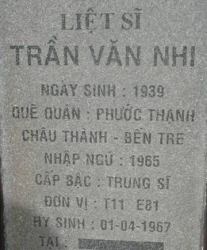 LIỆT SĨ
TRẦN VĂN NHI
NGÀY SINH : 1939
QUÊ QUÁN : PHƯỚC THẠNH
CHÂU THÀNH - BẾN TRE
NHẬP NGŨ : 1965
CẤP BẬC : TRUNG SĨ
ĐƠN VỊ : T11 E81
HY SINH : 01-04-1967
TẠI :